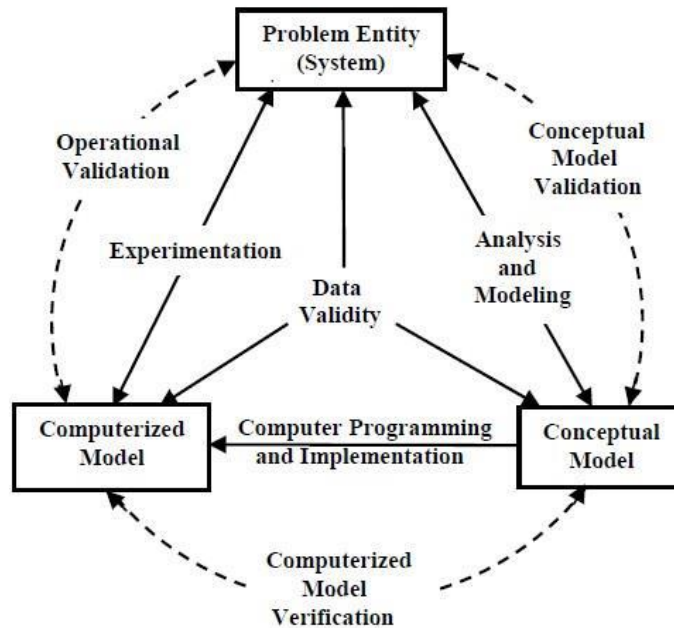 Problem Entity
(System)
Operational
Validation
Conceptual
Model
Validation
Experimentation
Analysis
and
Modeling
Data
Validity
Computerized
Model
Computer Programming
and Implementation
Conceptual
Model
Computerized
Model
Verification